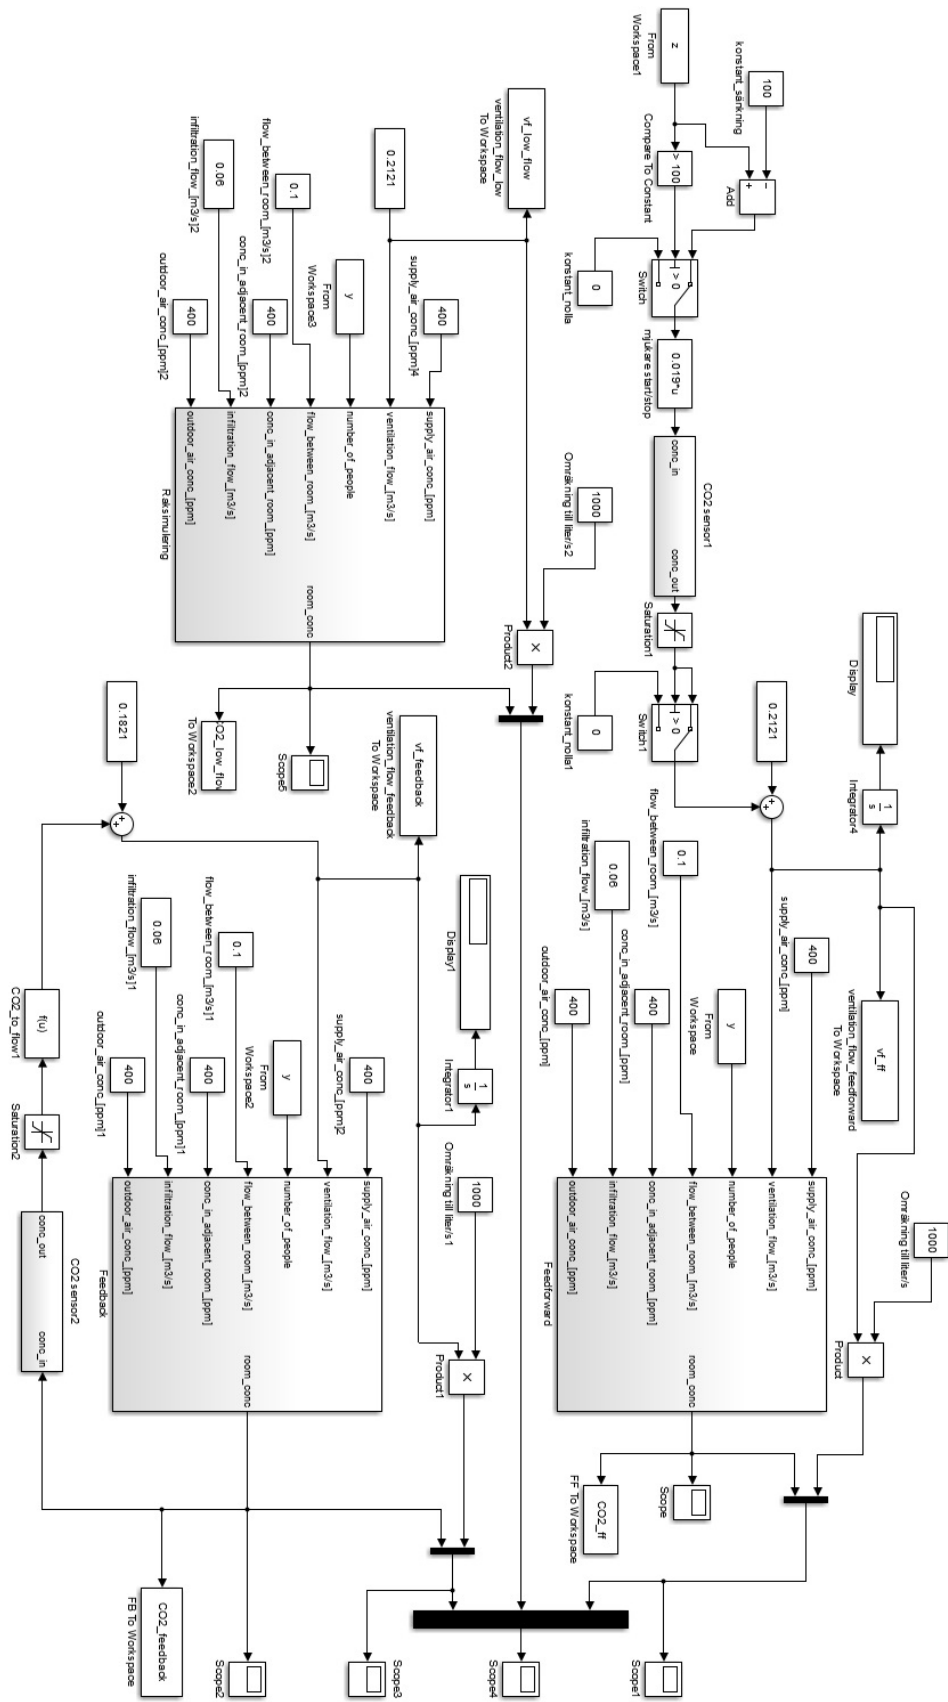 100
konstant_sänkning
z
From
Workspace1
> 100
Compare To Constant
-
+
Add
0
konstant_nolla
> 0
Switch
0.019*u
mjukare start/stop
conc_in
conc_out
CO2 sensor1
Saturation1
0
konstant_nolla1
> 0
Switch1
0.2121
+
+
Display
1
s
Integrator4
vf_ff
ventilation_flow_feedforward
To Workspace
1000
Omräkning till liter/s
×
Product
400
supply_air_conc_[ppm]
y
From
Workspace
0.1
flow_between_room_[m3/s]
400
conc_in_adjacent_room_[ppm]
0.06
infiltration_flow_[m3/s]
400
outdoor_air_conc_[ppm]
supply_air_conc_[ppm]
ventilation_flow_[m3/s]
number_of_people
flow_between_room_[m3/s]
conc_in_adjacent_room_[ppm]
infiltration_flow_[m3/s]
outdoor_air_conc_[ppm]
room_conc
Feedforward
Scope
CO2_ff
FF To Workspace
Scope1
vf_low_flow
ventilation_flow_low
To Workspace
0.2121
1000
Omräkning till liter/s2
×
Product2
400
supply_air_conc_[ppm]4
y
From
Workspace3
0.1
flow_between_room_[m3/s]2
400
conc_in_adjacent_room_[ppm]2
0.06
infiltration_flow_[m3/s]2
400
outdoor_air_conc_[ppm]2
supply_air_conc_[ppm]
ventilation_flow_[m3/s]
number_of_people
flow_between_room_[m3/s]
conc_in_adjacent_room_[ppm]
infiltration_flow_[m3/s]
outdoor_air_conc_[ppm]
room_conc
Raksimulering
Scope5
CO2_low_flow
To Workspace2
Scope4
vf_feedback
ventilation_flow_feedback
To Workspace
Display1
1
s
Integrator1
1000
Omräkning till liter/s1
×
Product1
0.1821
+
+
400
supply_air_conc_[ppm]2
y
From
Workspace2
0.1
flow_between_room_[m3/s]1
400
conc_in_adjacent_room_[ppm]1
0.06
infiltration_flow_[m3/s]1
400
outdoor_air_conc_[ppm]1
supply_air_conc_[ppm]
ventilation_flow_[m3/s]
number_of_people
flow_between_room_[m3/s]
conc_in_adjacent_room_[ppm]
infiltration_flow_[m3/s]
outdoor_air_conc_[ppm]
room_conc
Feedback
Scope3
Scope2
CO2_feedback
FB To Workspace
f(u)
CO2_to_flow1
Saturation2
conc_out
conc_in
CO2 sensor2